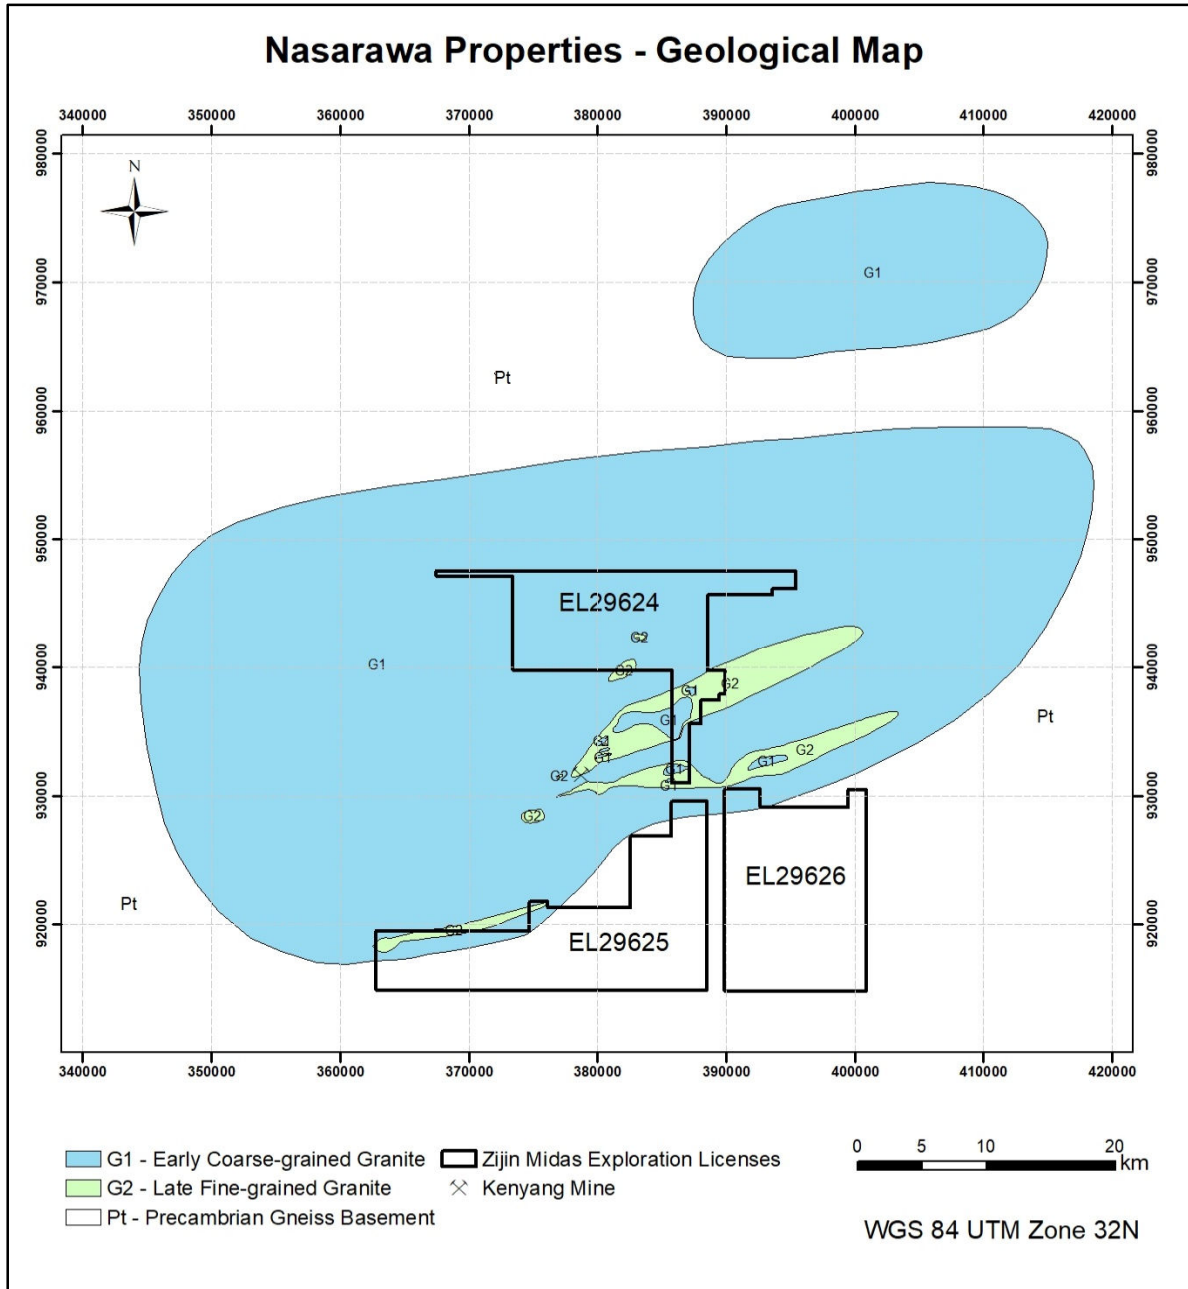 Nasarawa Properties - Geological Map
340000 350000 360000 370000 380000 390000 400000 410000 420000
980000 980000
N
G1
970000 970000
Pt
960000 960000
950000 950000
EL29624
G2
G1
940000 940000
G2
G1 G2
G1
Pt
G1
G2
G1
G1
G2
G1
G1
930000 930000
G2
EL29626
Pt
920000 920000
G2
EL29625
340000 350000 360000 370000 380000 390000 400000 410000 420000
G1 - Early Coarse-grained Granite
G2 - Late Fine-grained Granite
Pt - Precambrian Gneiss Basement
Zijin Midas Exploration Licenses
Kenyang Mine
0 5 10 20
km
WGS 84 UTM Zone 32N